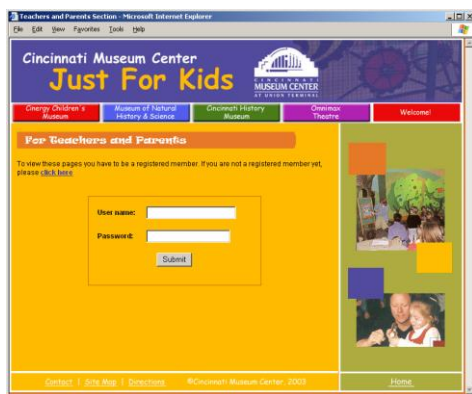 Teachers and Parents Section - Microsoft Internet Explorer
File Edit View Favorites Tools Help
Cincinnati Museum Center
Just For Kids
CINCINNATI
MUSEUM CENTER
AT UNION TERMINAL
Cinergy Children's Museum
Museum of Natural History & Science
Cincinnati History Museum
Omnimax Theatre
Welcome!
For Teachers and Parents
To view these pages you have to be a registered member. If you are not a registered member yet,
please click here
User name:
Password:
Submit
Contact | Site Map | Directions ©Cincinnati Museum Center, 2003
Home